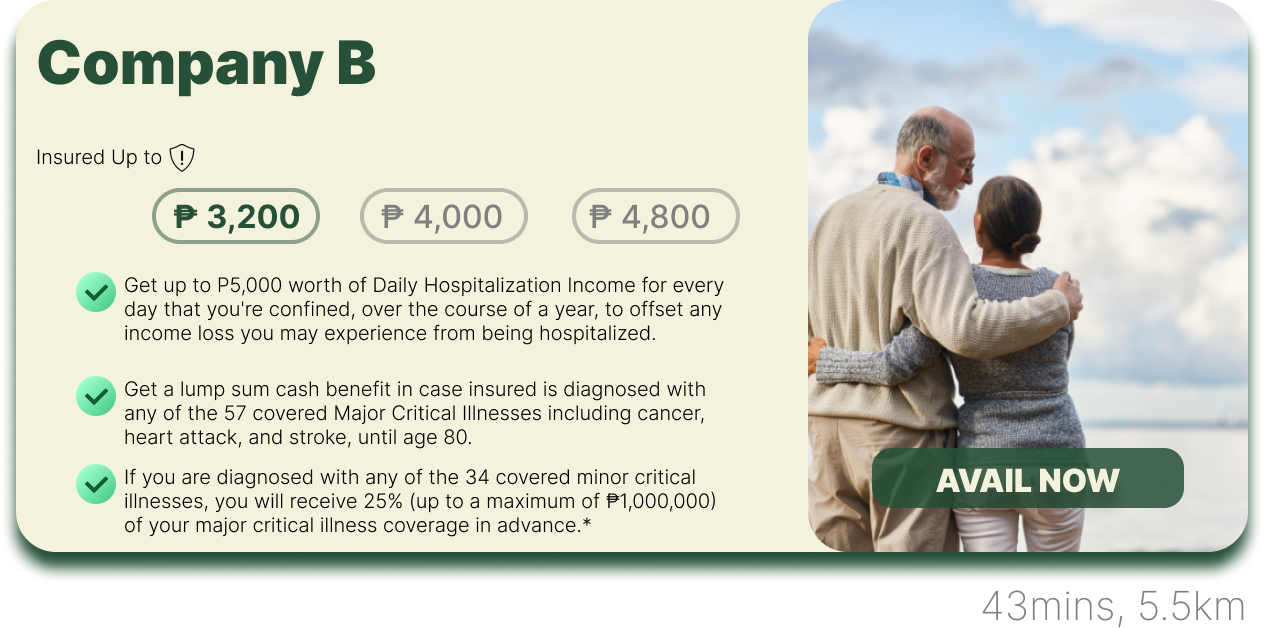 Company B
Insured Up to
₱ 3,200
₱ 4,000
₱ 4,800
Get up to P5,000 worth of Daily Hospitalization Income for every
day that you're confined, over the course of a year, to offset any
income loss you may experience from being hospitalized.
Get a lump sum cash benefit in case insured is diagnosed with
any of the 57 covered Major Critical Illnesses including cancer,
heart attack, and stroke, until age 80.
If you are diagnosed with any of the 34 covered minor critical
illnesses, you will receive 25% (up to a maximum of ₱1,000,000)
of your major critical illness coverage in advance.*
AVAIL NOW
43mins, 5.5km